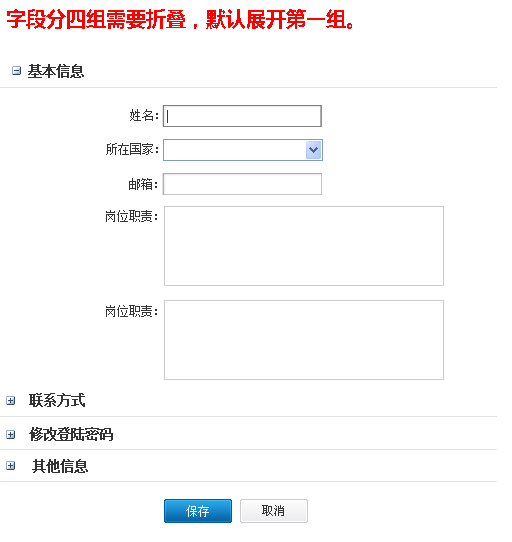 字段分四组需要折叠，默认展开第一组。
基本信息
姓名：
所在国家：
邮箱：
岗位职责：
岗位职责：
联系方式
修改登陆密码
其他信息
保存 取消